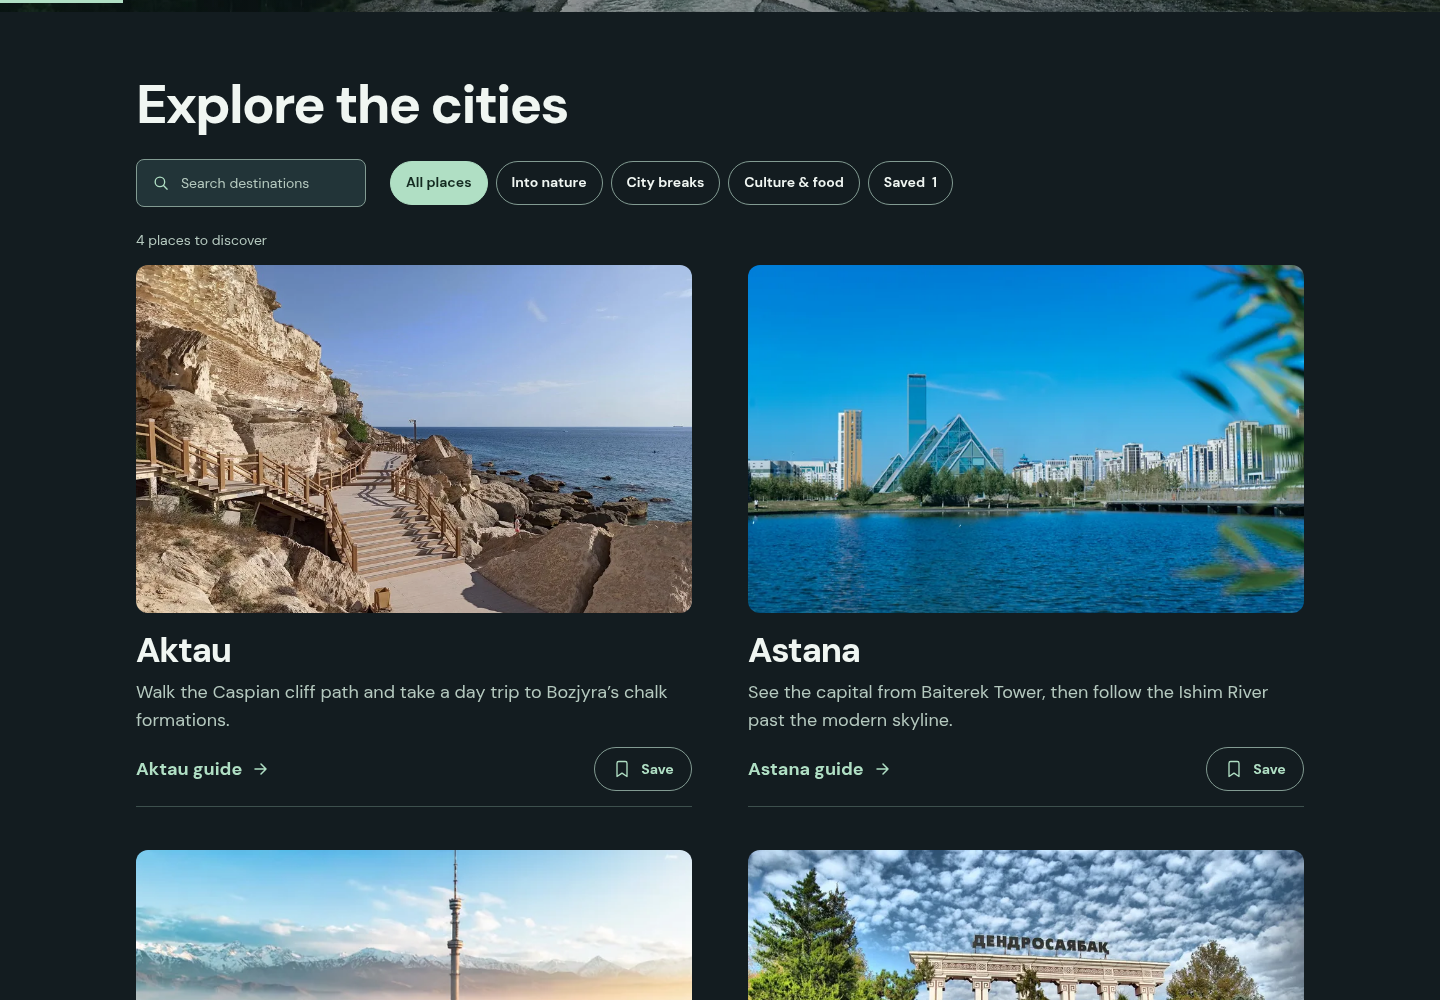 Explore the cities
Search destinations
All places
Into nature
City breaks
Culture & food
Saved 1
4 places to discover
Aktau
Astana
Walk the Caspian cliff path and take a day trip to Bozjyra’s chalk
formations.
See the capital from Baiterek Tower, then follow the Ishim River
past the modern skyline.
Aktau guide →
Save
Astana guide →
Save
ДЕНДРОСАЯБАҚ